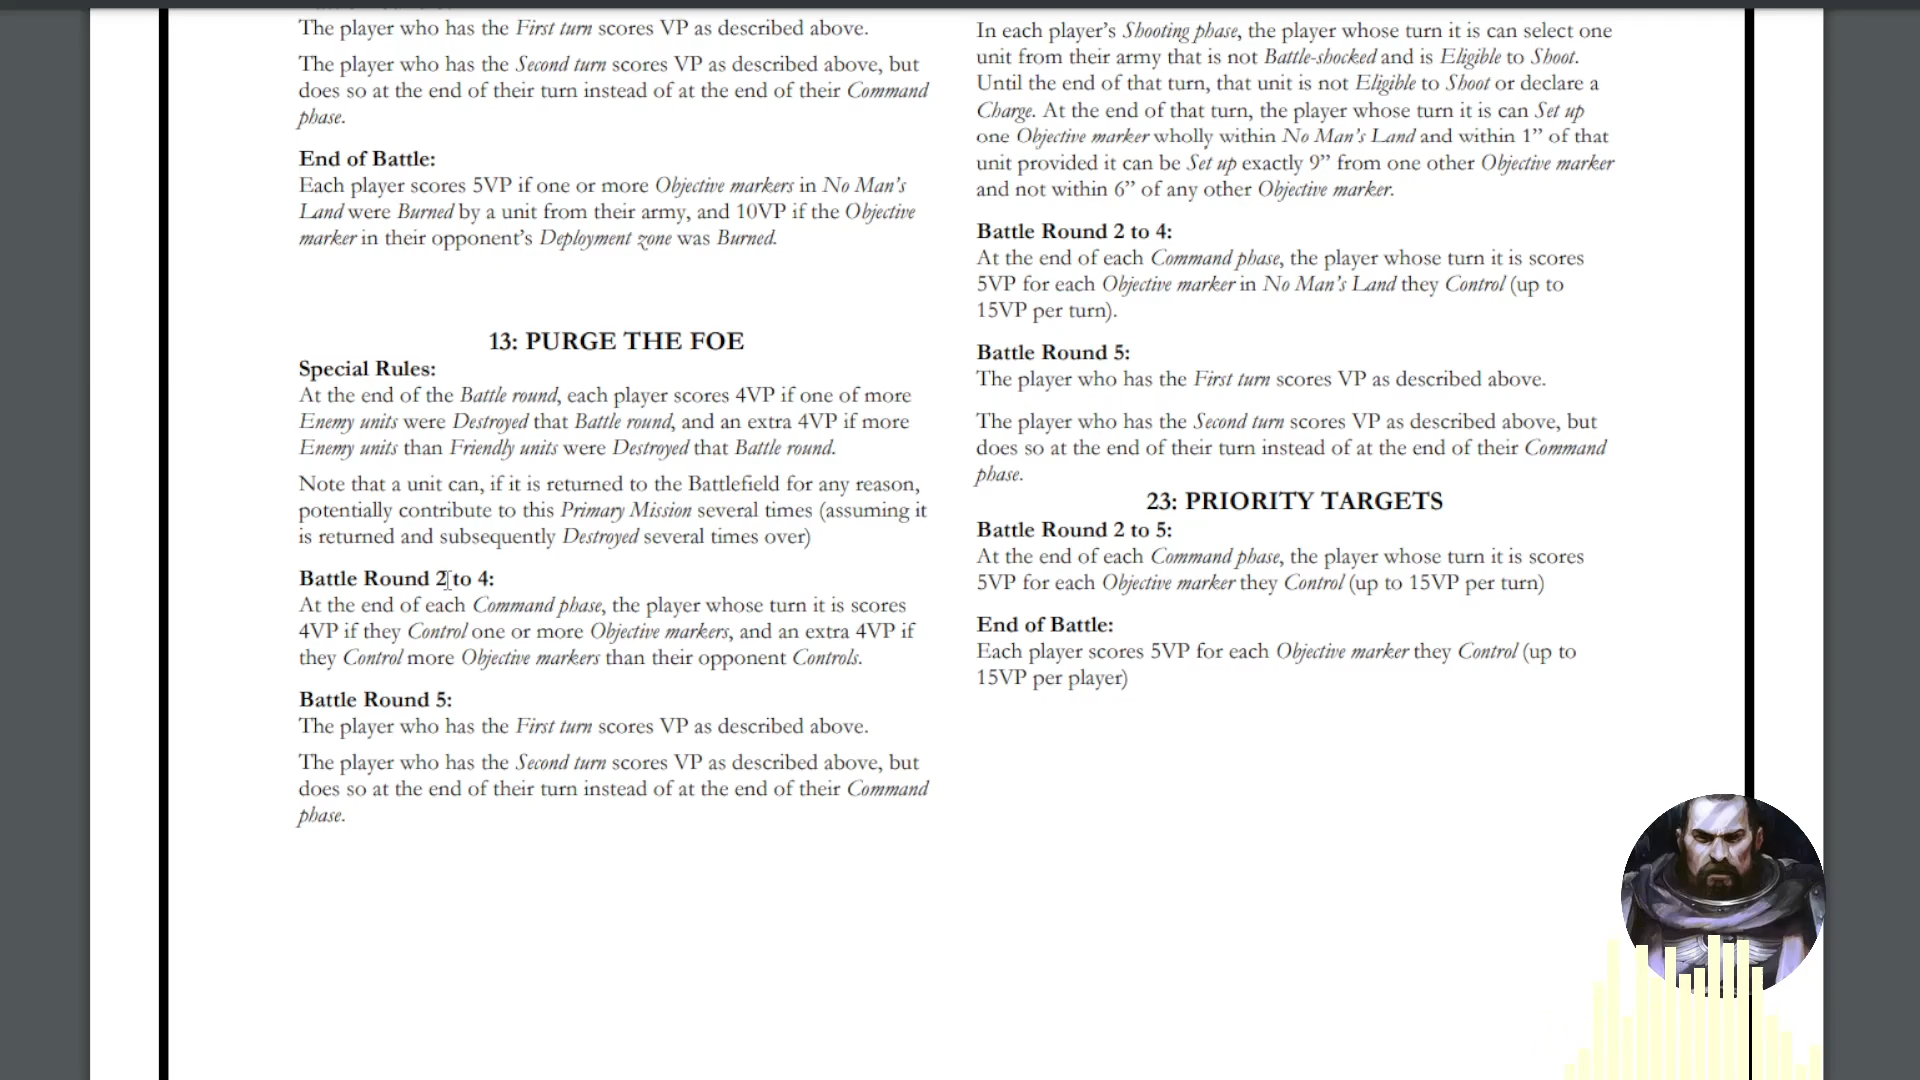 The player who has the First turn scores VP as described above.
The player who has the Second turn scores VP as described above, but
does so at the end of their turn instead of at the end of their Command
phase.
End of Battle:
Each player scores 5VP if one or more Objective markers in No Man's
Land were Burned by a unit from their army, and 10VP if the Objective
marker in their opponent's Deployment zone was Burned.
13: PURGE THE FOE
Special Rules:
At the end of the Battle round, each player scores 4VP if one of more
Enemy units were Destroyed that Battle round, and an extra 4VP if more
Enemy units than Friendly units were Destroyed that Battle round.
Note that a unit can, if it is returned to the Battlefield for any reason,
potentially contribute to this Primary Mission several times (assuming it
is returned and subsequently Destroyed several times over)
Battle Round 2 to 4:
At the end of each Command phase, the player whose turn it is scores
4VP if they Control one or more Objective markers, and an extra 4VP if
they Control more Objective markers than their opponent Controls.
Battle Round 5:
The player who has the First turn scores VP as described above.
The player who has the Second turn scores VP as described above, but
does so at the end of their turn instead of at the end of their Command
phase.
In each player's Shooting phase, the player whose turn it is can select one
unit from their army that is not Battle-shocked and is Eligible to Shoot.
Until the end of that turn, that unit is not Eligible to Shoot or declare a
Charge. At the end of that turn, the player whose turn it is can Set up
one Objective marker wholly within No Man's Land and within 1" of that
unit provided it can be Set up exactly 9" from one other Objective marker
and not within 6" of any other Objective marker.
Battle Round 2 to 4:
At the end of each Command phase, the player whose turn it is scores
5VP for each Objective marker in No Man's Land they Control (up to
15VP per turn).
Battle Round 5:
The player who has the First turn scores VP as described above.
The player who has the Second turn scores VP as described above, but
does so at the end of their turn instead of at the end of their Command
phase.
23: PRIORITY TARGETS
Battle Round 2 to 5:
At the end of each Command phase, the player whose turn it is scores
5VP for each Objective marker they Control (up to 15VP per turn)
End of Battle:
Each player scores 5VP for each Objective marker they Control (up to
15VP per player)